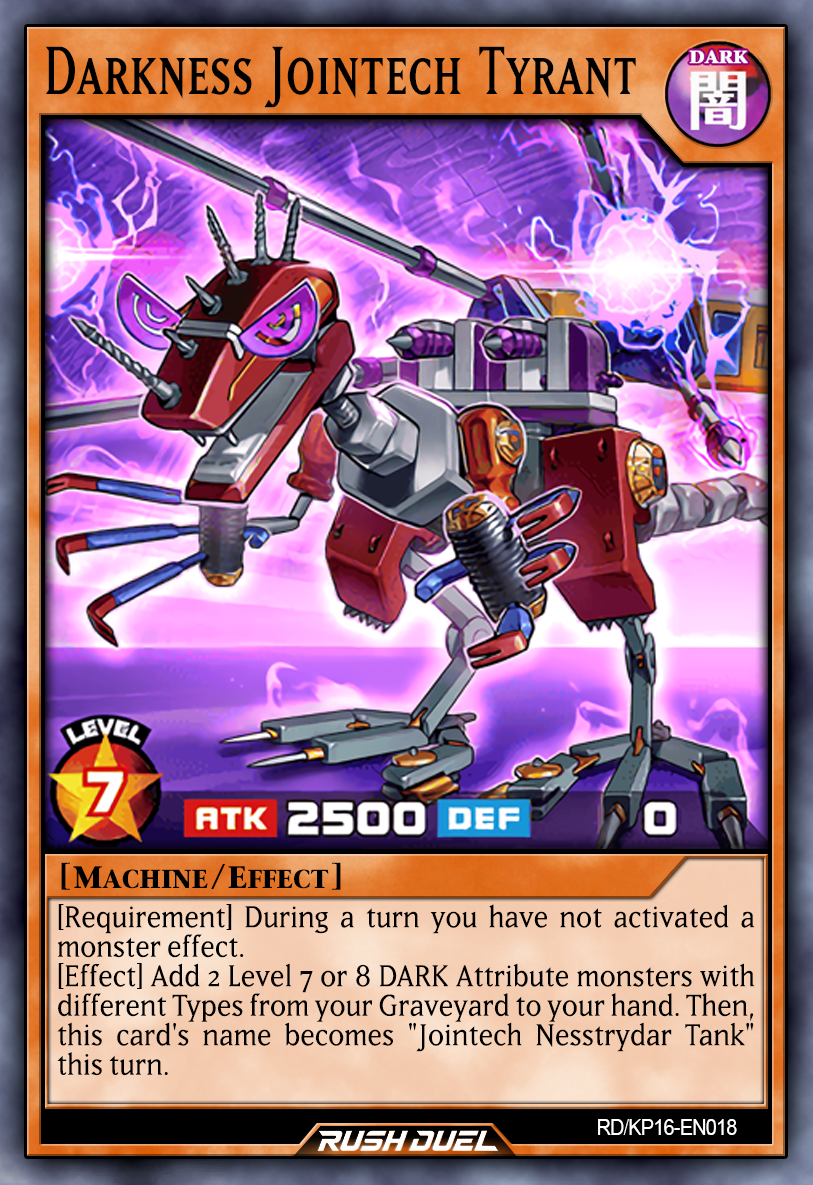 Darkness Jointech Tyrant
DARK
闇
LEVEL
7
ATK 2500 DEF 0
[Machine/Effect]
[Requirement] During a turn you have not activated a
monster effect.
[Effect] Add 2 Level 7 or 8 DARK Attribute monsters with
different Types from your Graveyard to your hand. Then,
this card's name becomes "Jointech Nesstrydar Tank"
this turn.
RD/KP16-EN018
RUSH DUEL